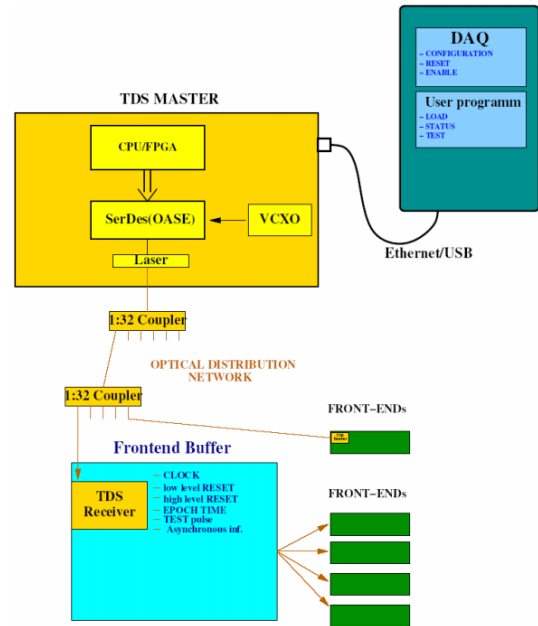 DAQ
– CONFIGURATION
– RESET
– ENABLE
User programm
– LOAD
– STATUS
– TEST
TDS MASTER
CPU/FPGA
SerDes(OASE)
VCXO
Laser
Ethernet/USB
1:32 Coupler
OPTICAL DISTRIBUTION
NETWORK
1:32 Coupler
FRONT–ENDs
Frontend Buffer
TDS
Receiver
– CLOCK
– low level RESET
– high level RESET
– EPOCH TIME
– TEST pulse
– Asynchronous inf.
FRONT–ENDs